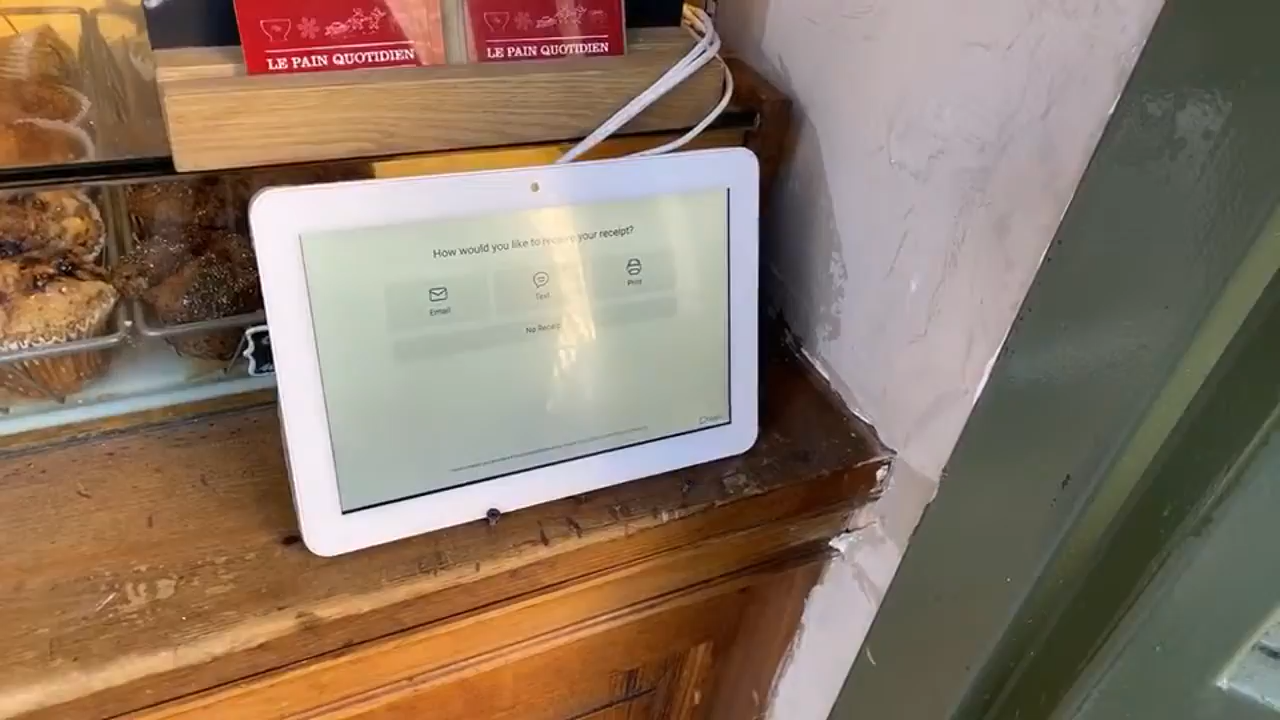 LE PAIN QUOTIDIEN
LE PAIN QUOTIDIEN
How would you like to receive your receipt?
Email
Text
Print
No Receipt